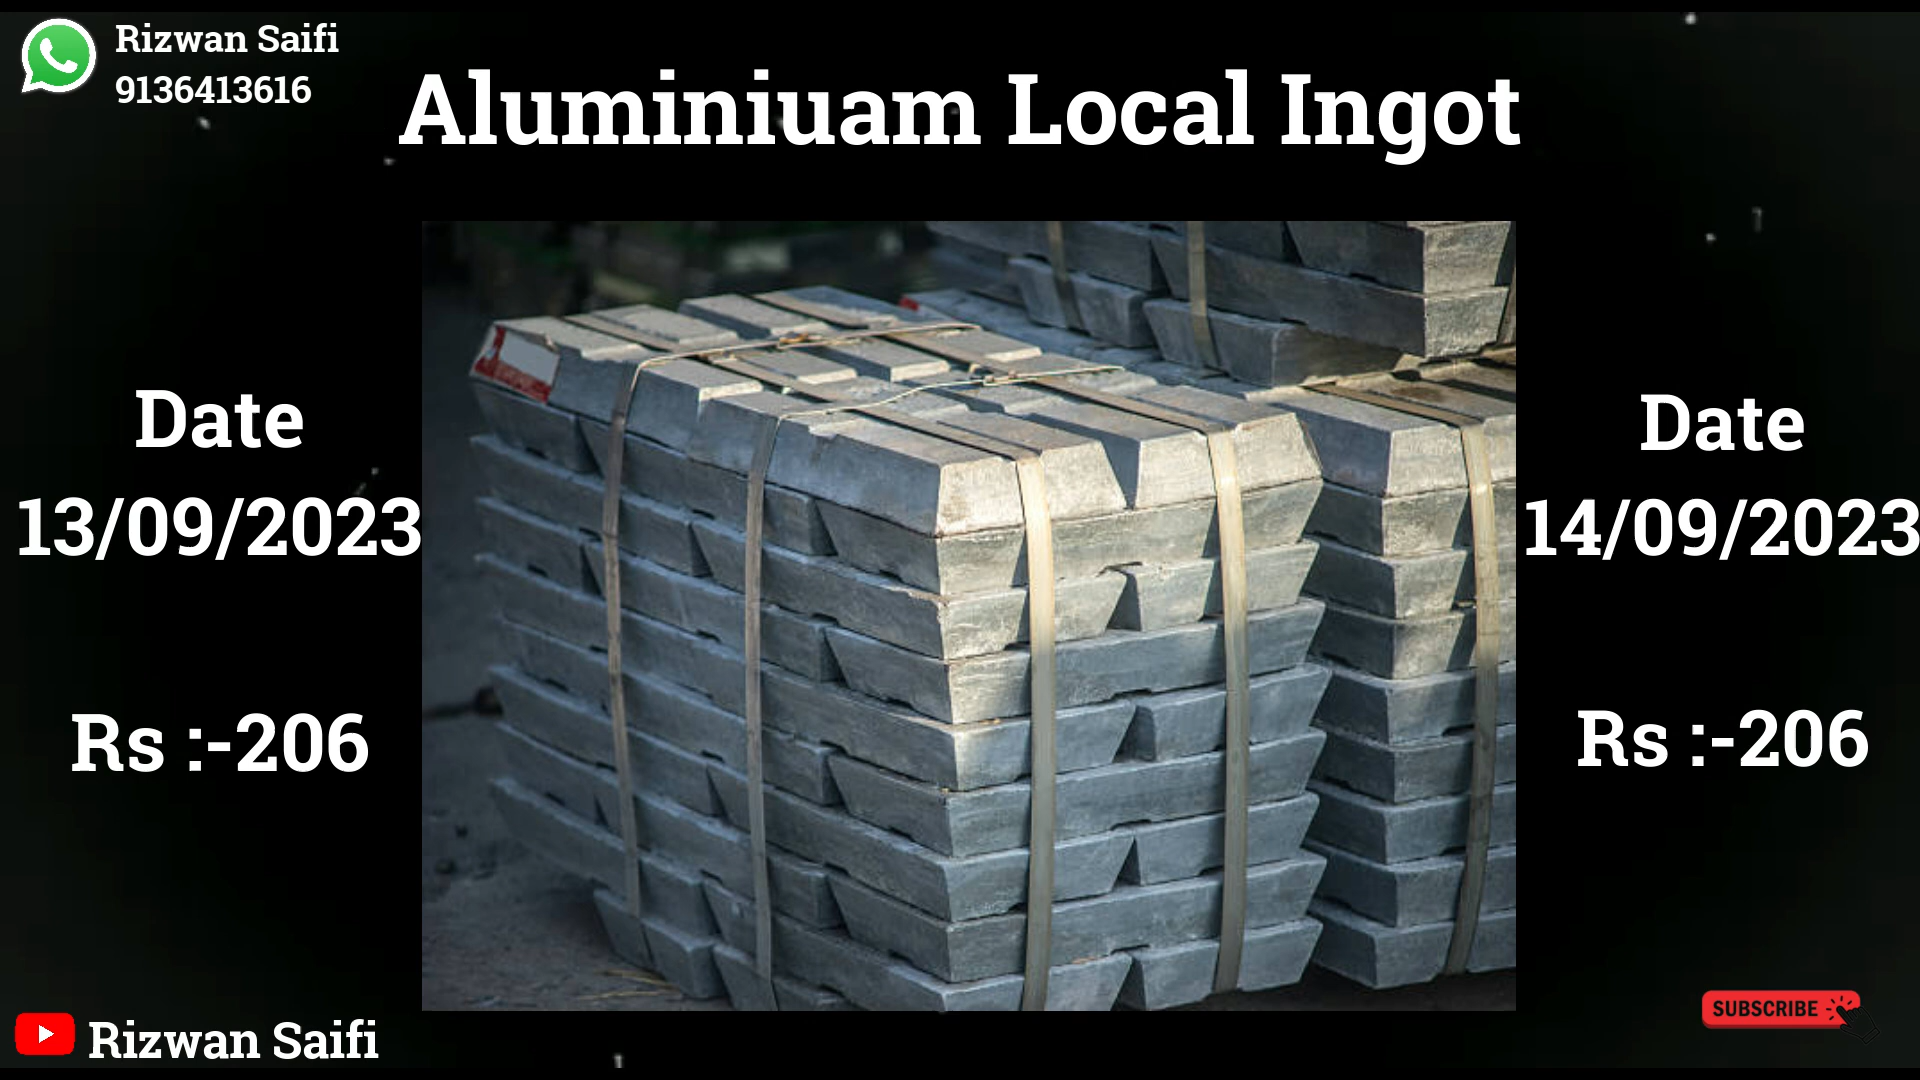 Rizwan Saifi
9136413616
Aluminiuam Local Ingot
Date
13/09/2023
Rs :-206
Date
14/09/2023
Rs :-206
Rizwan Saifi
SUBSCRIBE